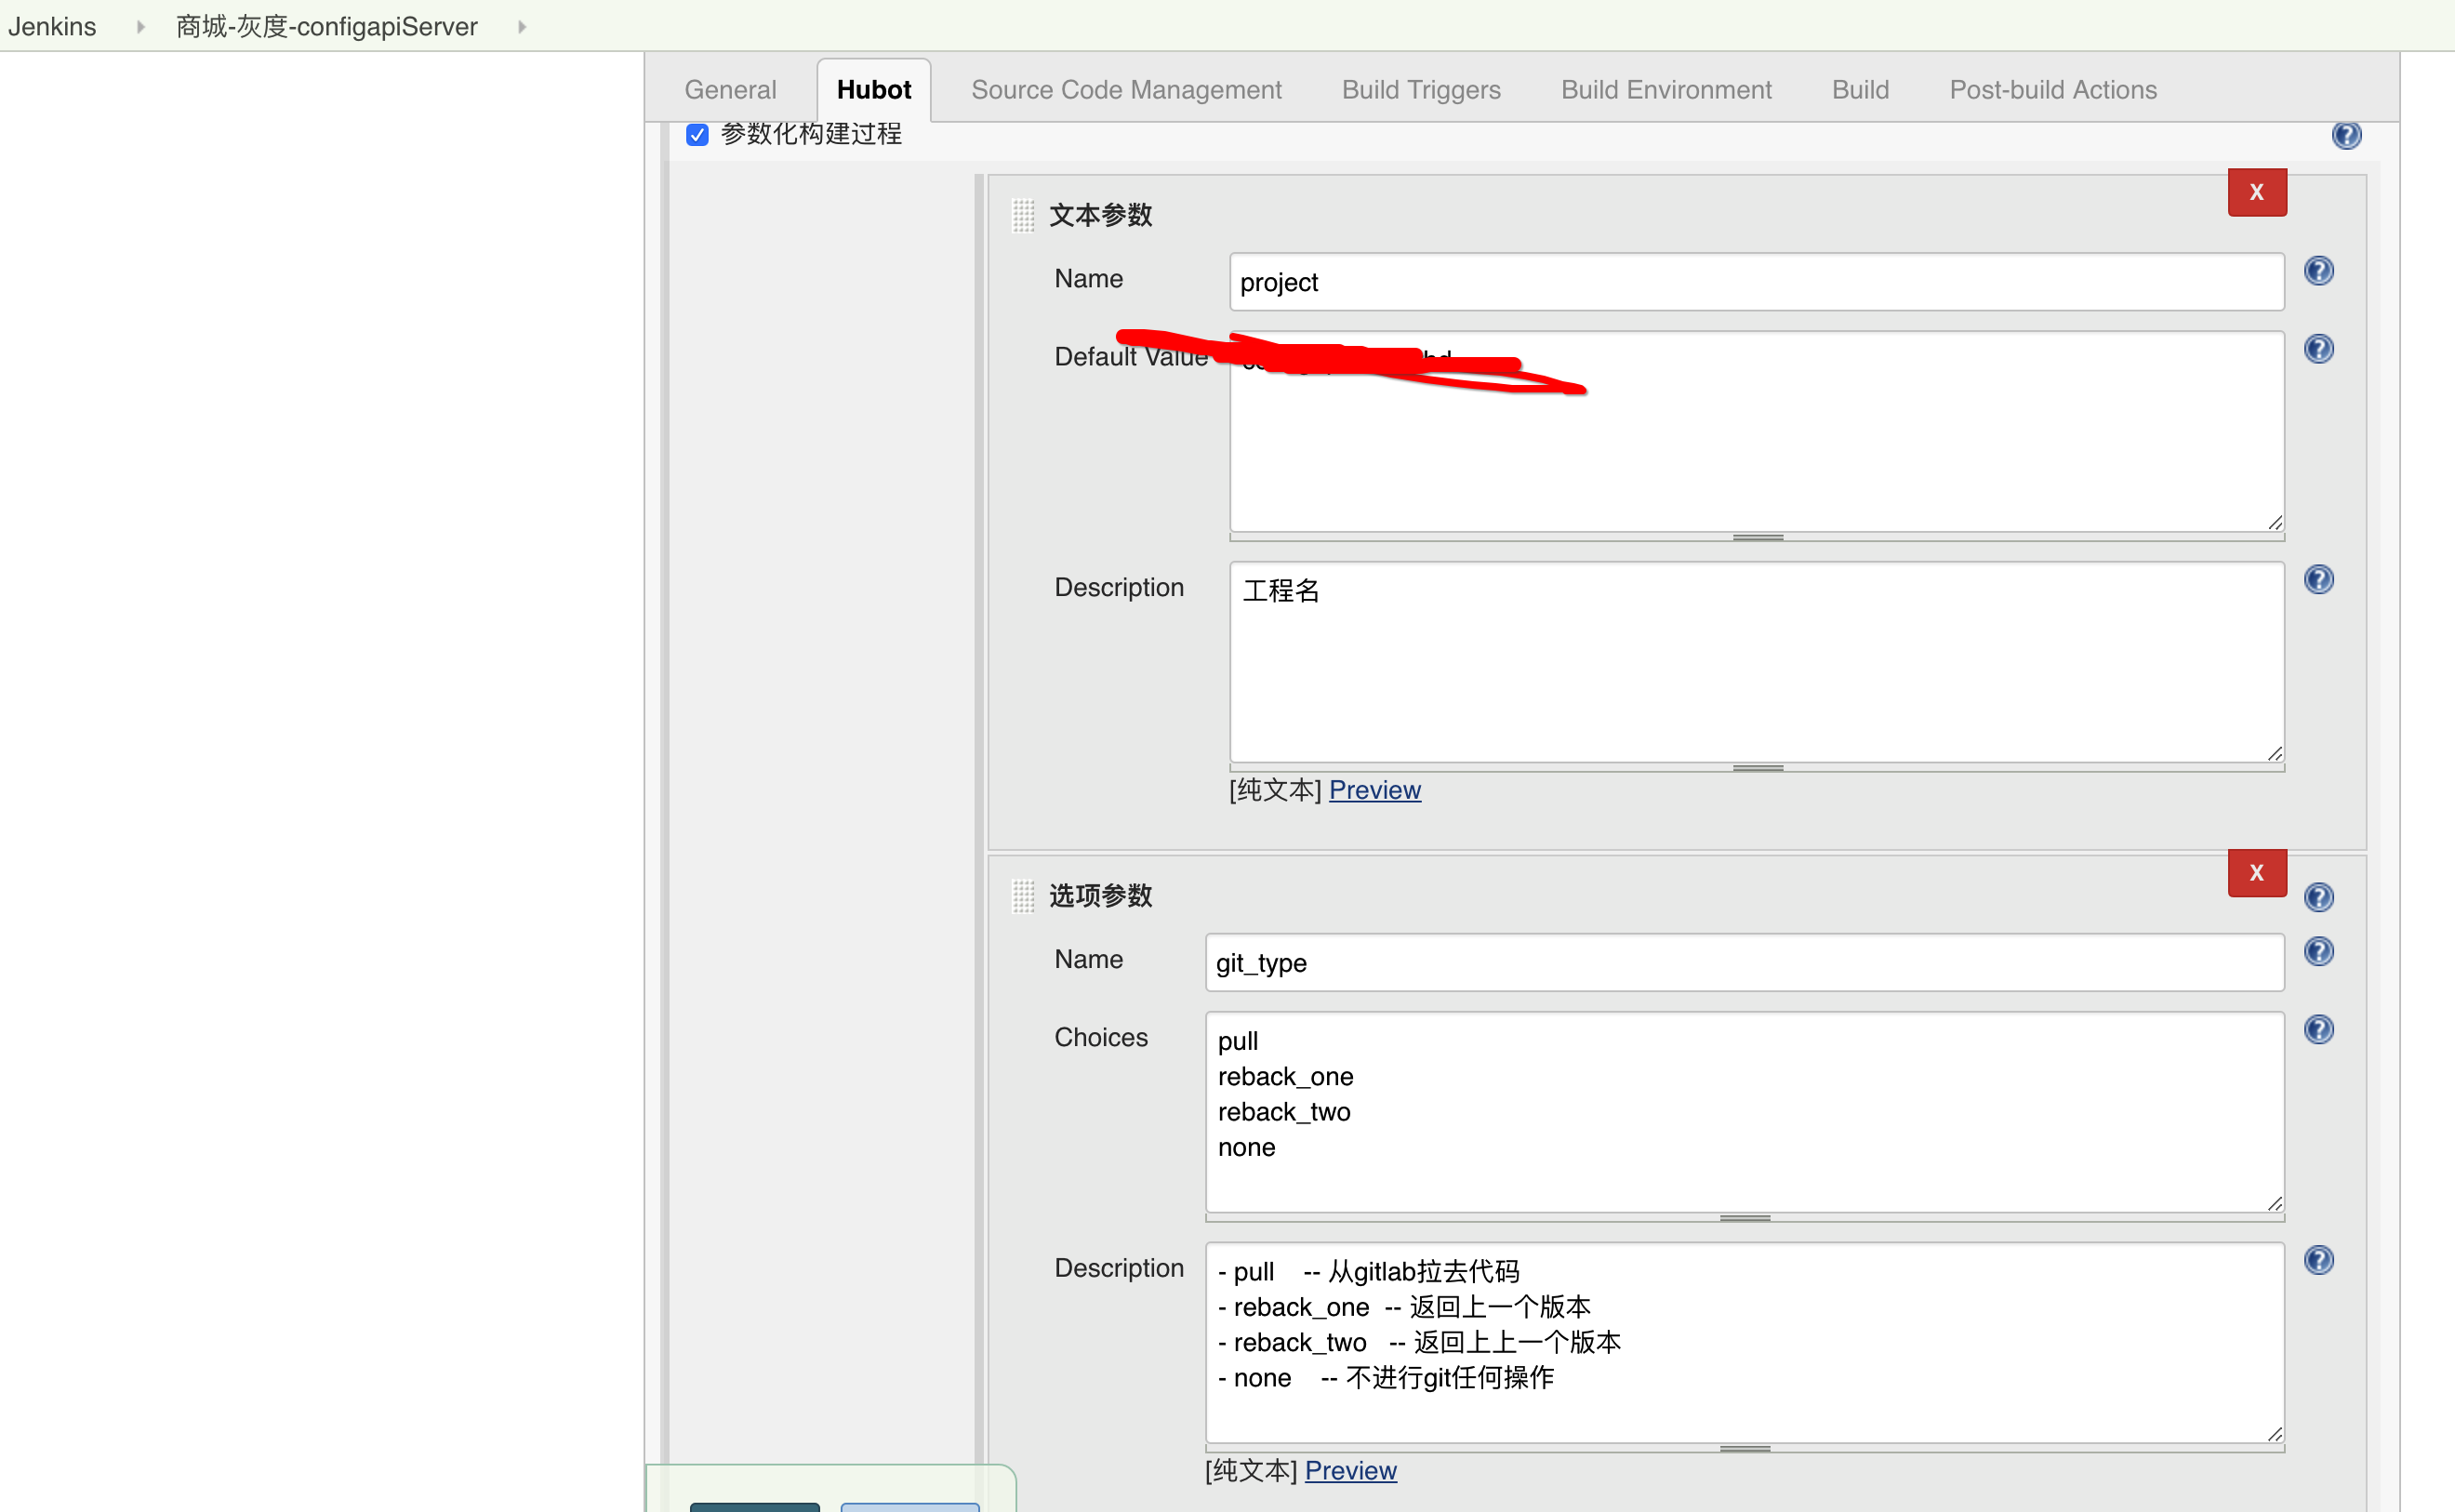 Jenkins 商城-灰度-configapiServer
General Hubot Source Code Management Build Triggers Build Environment Build Post-build Actions
参数化构建过程
X
文本参数
Name project
Default Value
Description 工程名
[纯文本] Preview
X
选项参数
Name git_type
Choices pull
reback_one
reback_two
none
Description - pull -- 从gitlab拉去代码
- reback_one -- 返回上一个版本
- reback_two -- 返回上上一个版本
- none -- 不进行git任何操作
[纯文本] Preview